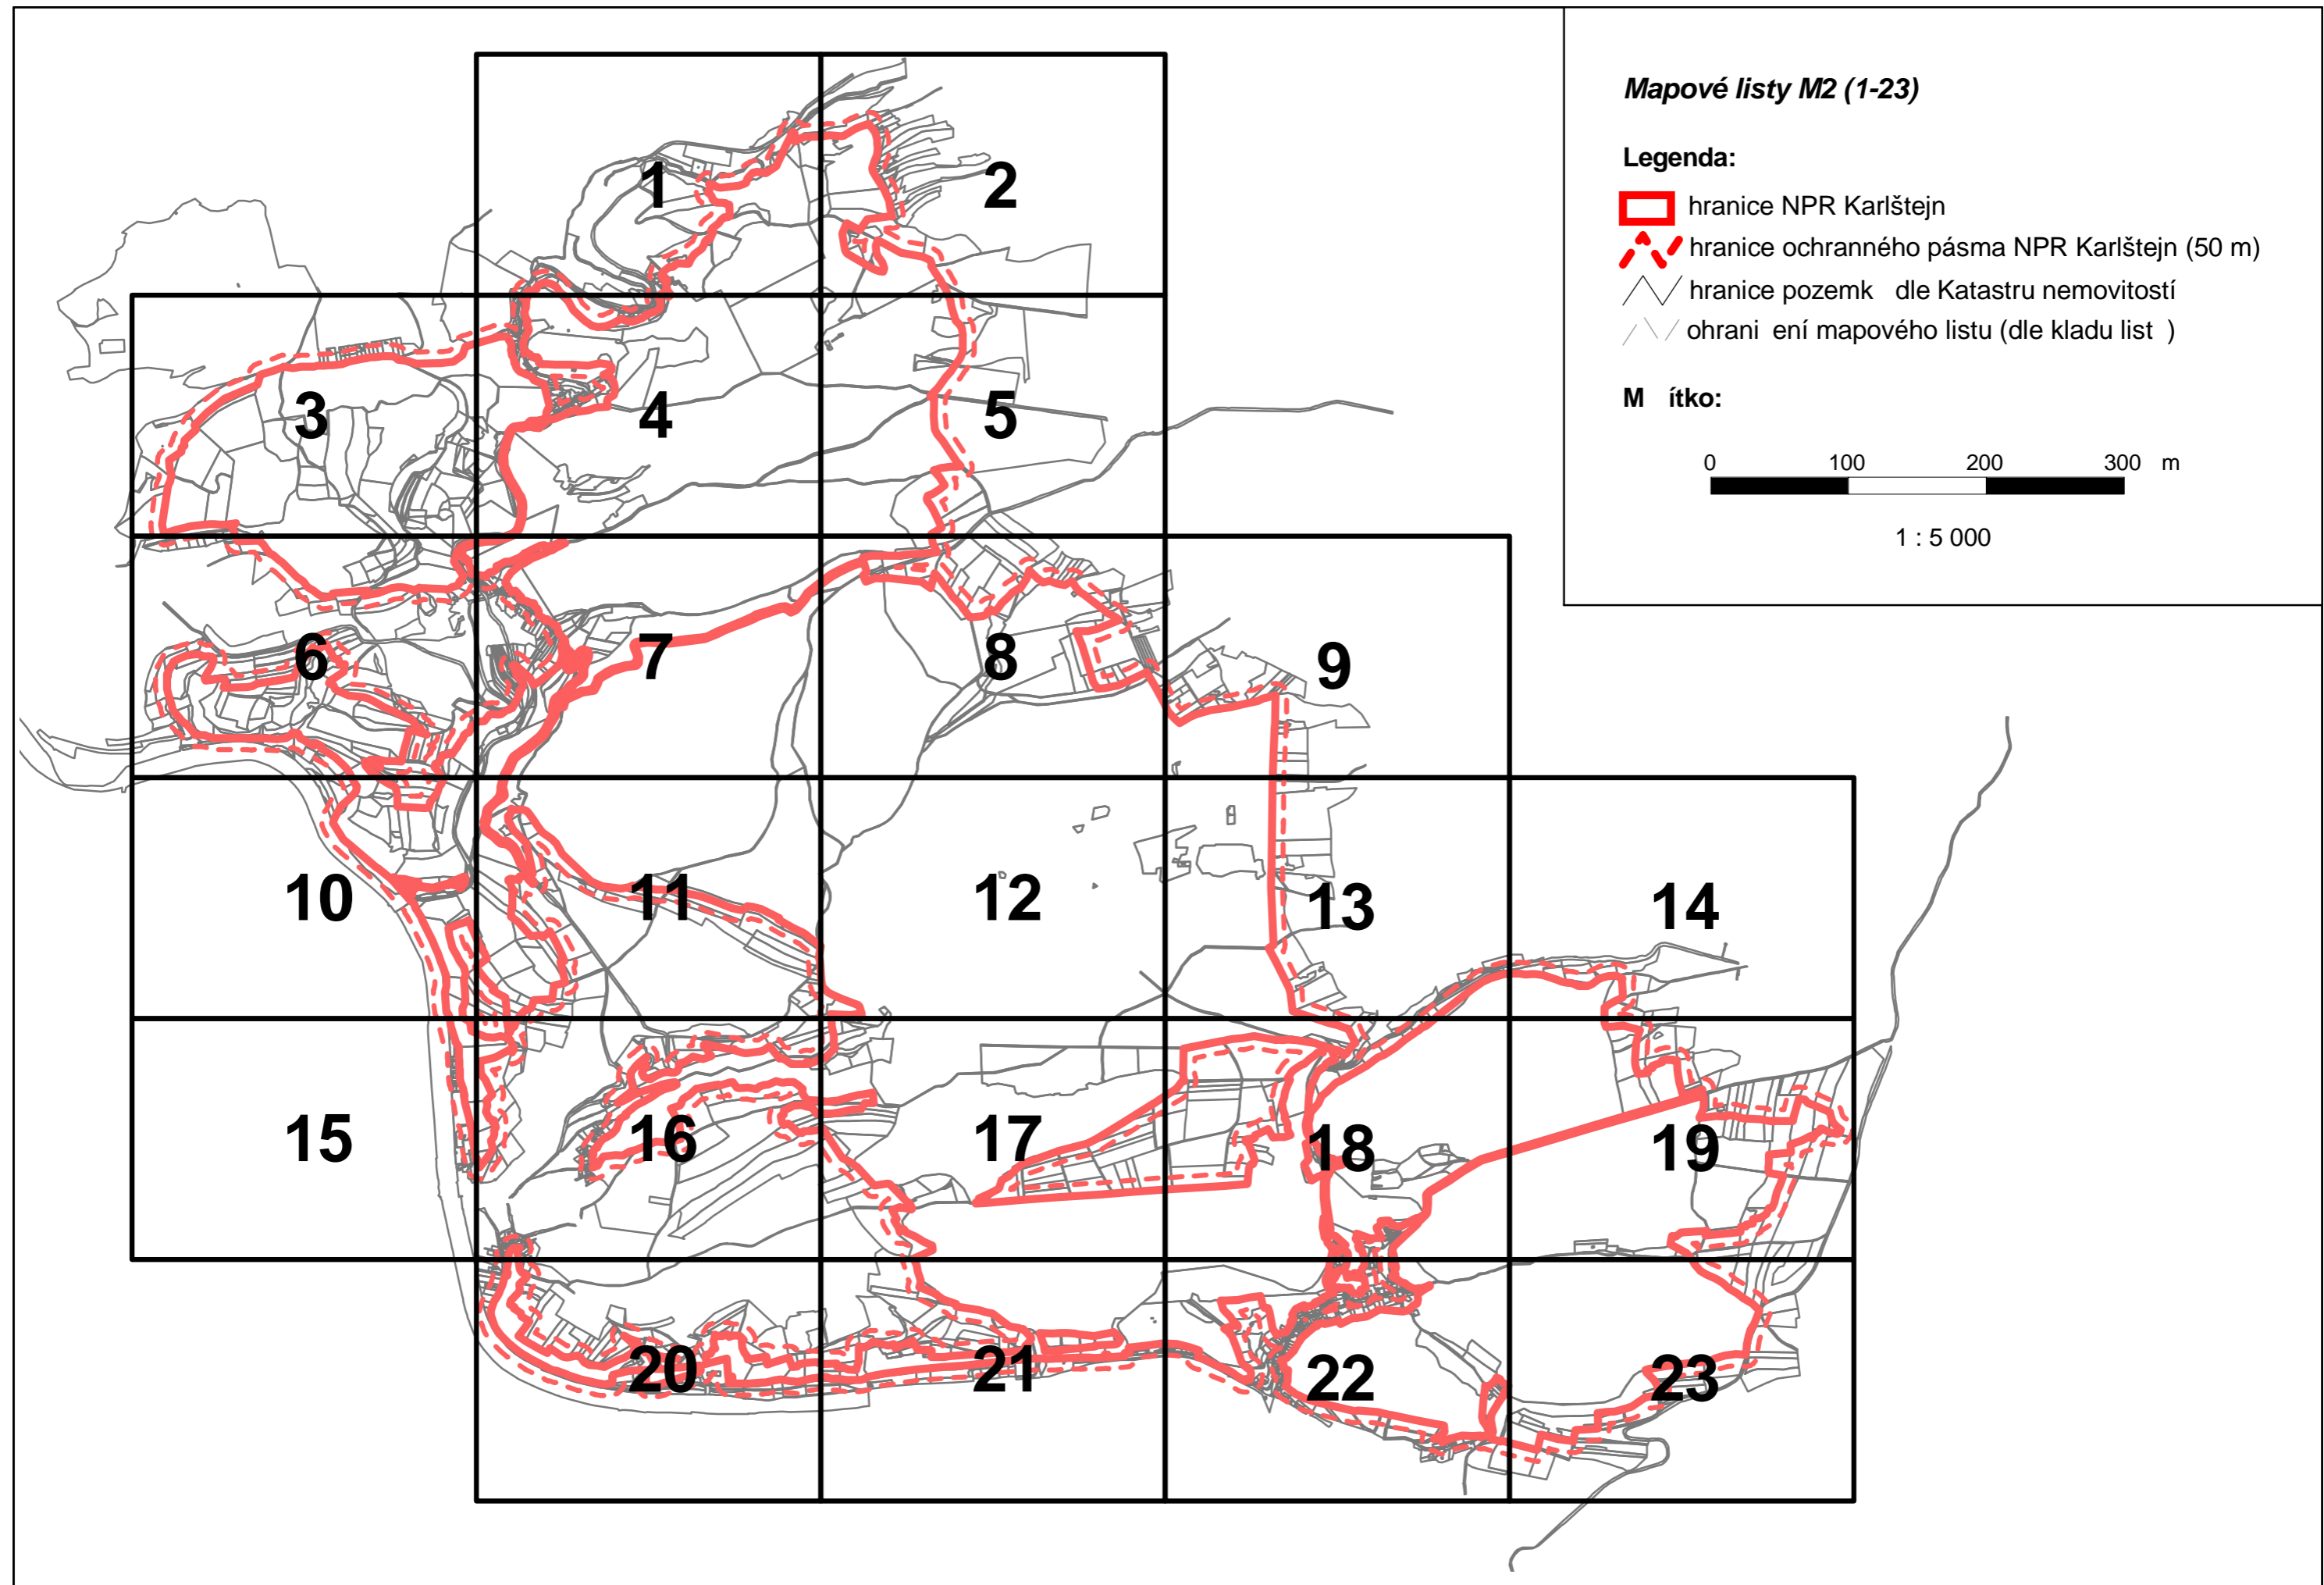 Mapové listy M2 (1-23)
Legenda:
hranice NPR Karlštejn
hranice ochranného pásma NPR Karlštejn (50 m)
hranice pozemk dle Katastru nemovitostí
ohrani ení mapového listu (dle kladu list )
M ítko:
0 100 200 300 m
1 : 5 000
1
2
3
4
5
6
7
8
9
10
11
12
13
14
15
16
17
18
19
20
21
22
23